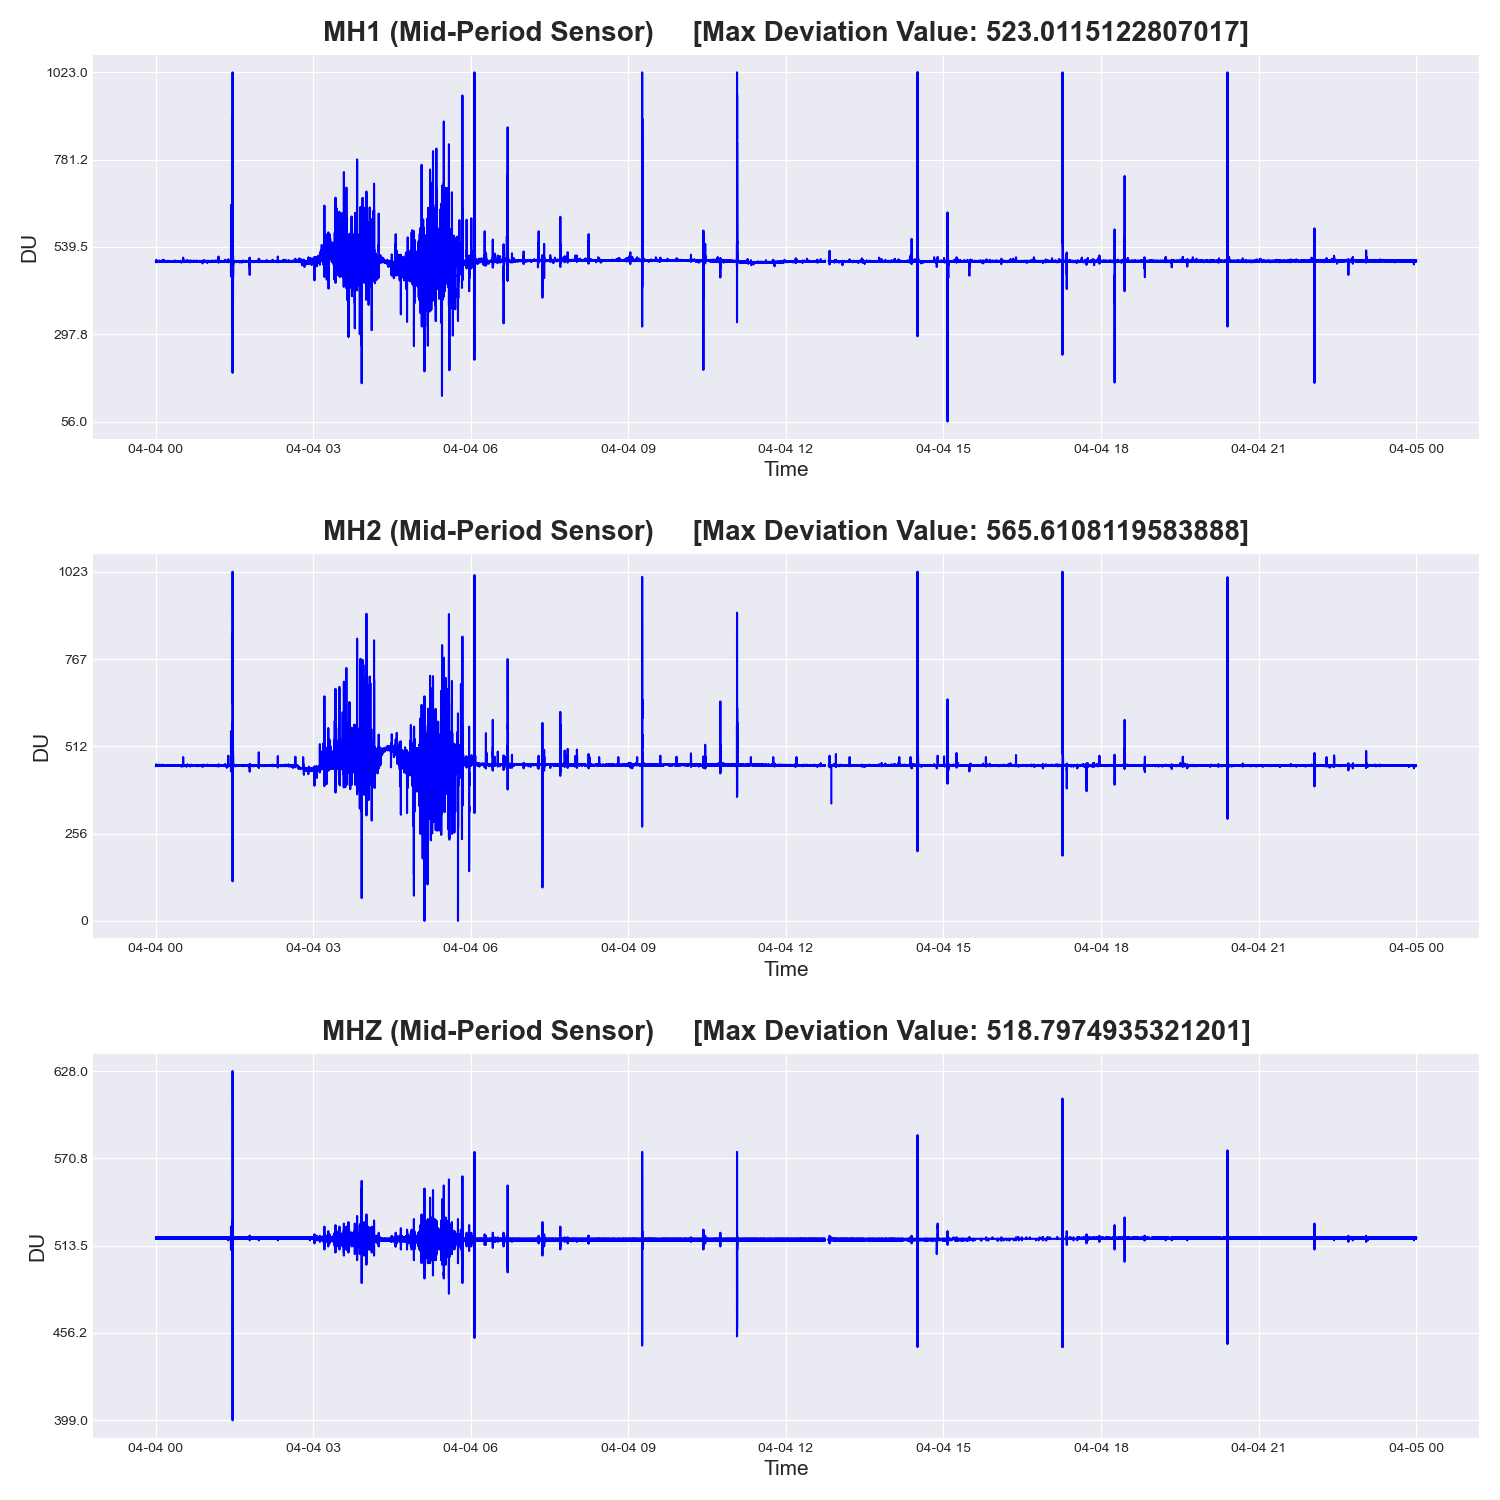 MH1 (Mid-Period Sensor) [Max Deviation Value: 523.0115122807017]
1023.0
781.2
539.5
297.8
56.0
DU
04-04 00 04-04 03 04-04 06 04-04 09 04-04 12 04-04 15 04-04 18 04-04 21 04-05 00
Time
MH2 (Mid-Period Sensor) [Max Deviation Value: 565.6108119583888]
1023
767
512
256
0
DU
04-04 00 04-04 03 04-04 06 04-04 09 04-04 12 04-04 15 04-04 18 04-04 21 04-05 00
Time
MHZ (Mid-Period Sensor) [Max Deviation Value: 518.7974935321201]
628.0
570.8
513.5
456.2
399.0
DU
04-04 00 04-04 03 04-04 06 04-04 09 04-04 12 04-04 15 04-04 18 04-04 21 04-05 00
Time